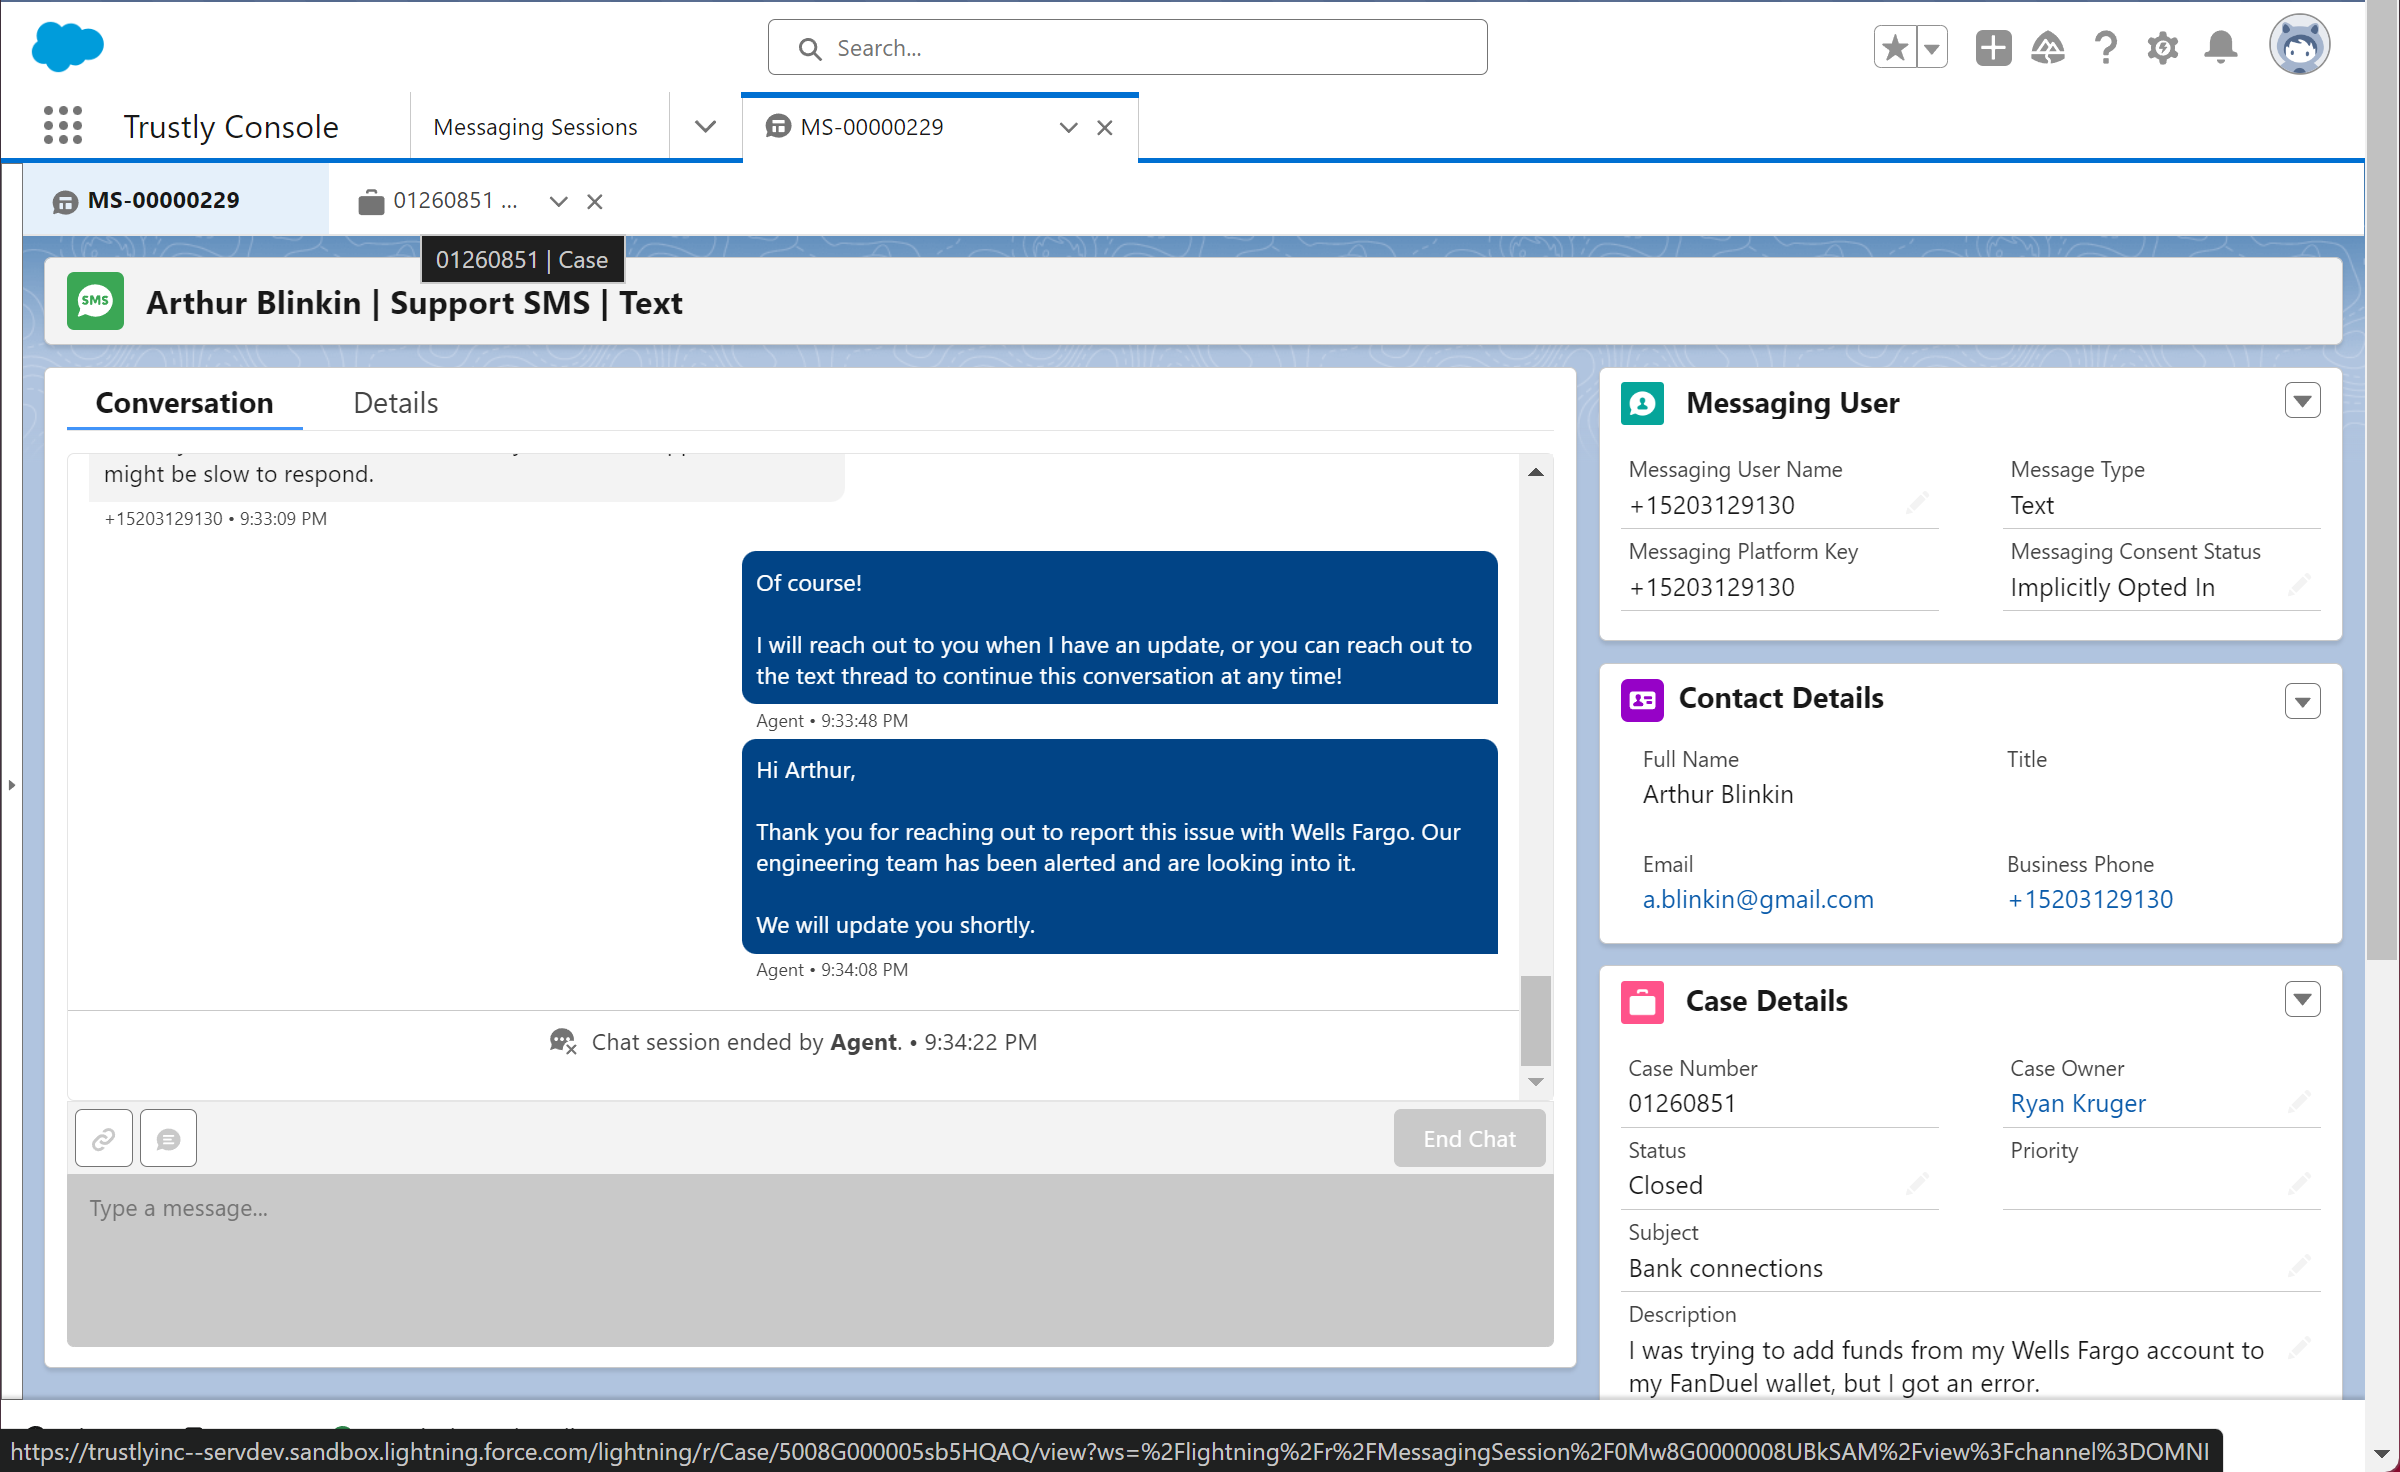 Search...
Trustly Console
Messaging Sessions
MS-00000229
MS-00000229
01260851 ...
01260851 | Case
SMS
Arthur Blinkin | Support SMS | Text
Conversation
Details
might be slow to respond.
+15203129130 • 9:33:09 PM
Of course!
I will reach out to you when I have an update, or you can reach out to
the text thread to continue this conversation at any time!
Agent • 9:33:48 PM
Hi Arthur,
Thank you for reaching out to report this issue with Wells Fargo. Our
engineering team has been alerted and are looking into it.
We will update you shortly.
Agent • 9:34:08 PM
Chat session ended by Agent. • 9:34:22 PM
End Chat
Type a message...
Messaging User
Messaging User Name
Message Type
+15203129130
Text
Messaging Platform Key
Messaging Consent Status
+15203129130
Implicitly Opted In
Contact Details
Full Name
Title
Arthur Blinkin
Email
Business Phone
a.blinkin@gmail.com
+15203129130
Case Details
Case Number
Case Owner
01260851
Ryan Kruger
Status
Priority
Closed
Subject
Bank connections
Description
I was trying to add funds from my Wells Fargo account to
my FanDuel wallet, but I got an error.
https://trustlyinc--servdev.sandbox.lightning.force.com/lightning/r/Case/5008G000005sb5HQAQ/view?ws=%2Flightning%2Fr%2FMessagingSession%2F0Mw8G0000008UBkSAM%2Fview%3Fchannel%3DOMNI